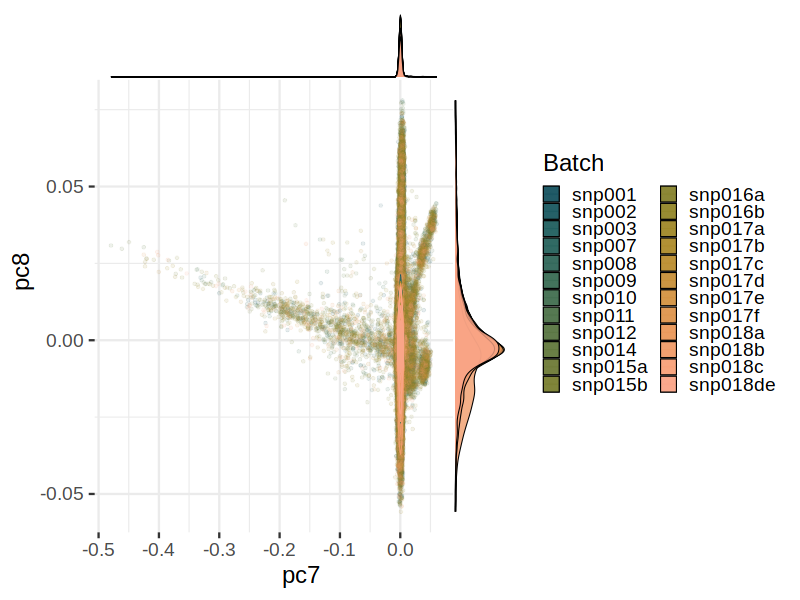 Batch
snp001 snp016a
snp002 snp016b
snp003 snp017a
snp007 snp017b
snp008 snp017c
snp009 snp017d
snp010 snp017e
snp011 snp017f
snp012 snp018a
snp014 snp018b
snp015a snp018c
snp015b snp018de
0.05
0.00
-0.05
pc8
-0.5 -0.4 -0.3 -0.2 -0.1 0.0
pc7